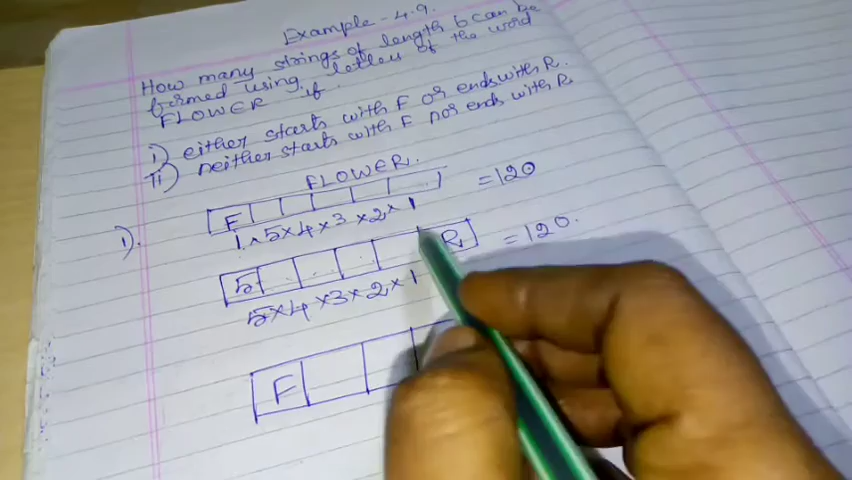 Example - 4.9.
How many strings of length 6 can be
formed using letters of the word
FLOWER if
i) either starts with F or ends with R.
ii) neither starts with F nor ends with R
FLOWER.
i). F =120
1×5×4×3×2×1
5 R =120.
5×4×3×2×1
F